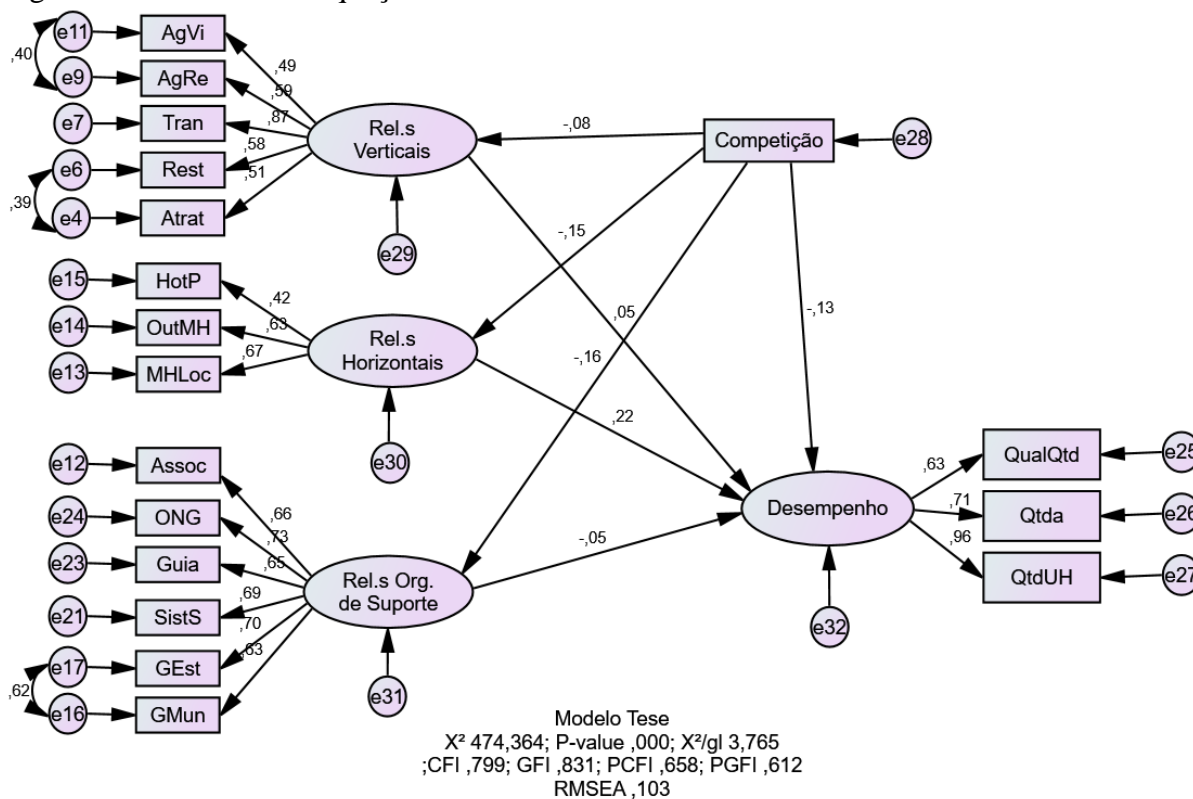 e11
AgVi
,40
,49
e9
AgRe
,59
e7
Tran
,87
e6
Rest
,58
,39
,51
e4
Atrat
Rel.s
Verticais
e29
-,08
Competição
e28
-,15
,05
-,13
-,16
e15
HotP
,42
e14
OutMH
,63
e13
MHLoc
,67
Rel.s
Horizontais
e30
,22
e12
Assoc
,66
e24
ONG
,73
e23
Guia
,65
e21
SistS
,69
e17
GEst
,70
,62
,63
e16
GMun
Rel.s Org.
de Suporte
e31
-,05
Desempenho
e32
,63
QualQtd
e25
,71
Qtda
e26
,96
QtdUH
e27
Modelo Tese
X² 474,364; P-value ,000; X²/gl 3,765
;CFI ,799; GFI ,831; PCFI ,658; PGFI ,612
RMSEA ,103